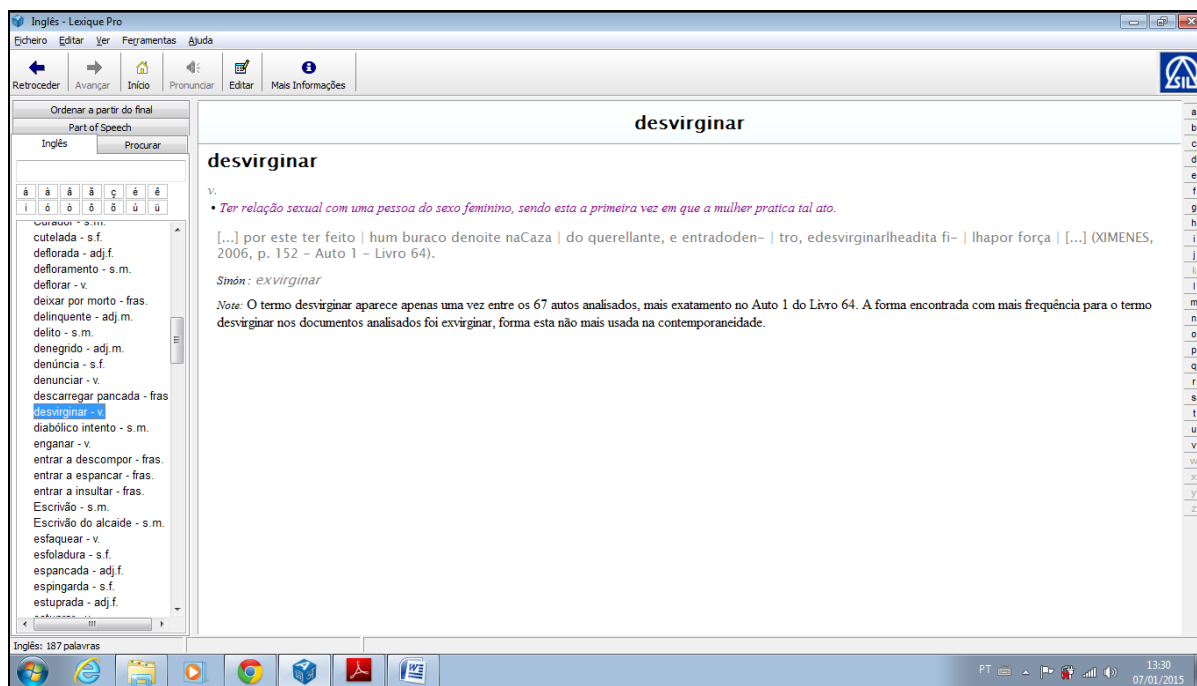 Inglês - Lexique Pro
Ficheiro Editar Ver Ferramentas Ajuda
Retroceder Avançar Início Pronunciar Editar Mais Informações
SIL
Ordenar a partir do final
Part of Speech
Inglês Procurar
á à â ã ç é ê
í ó ò ô õ ú ü
Curador - s.m.
cutelada - s.f.
deflorada - adj.f.
defloramento - s.m.
deflorar - v.
deixar por morto - fras.
delinquente - adj.m.
delito - s.m.
denegrido - adj.m.
denúncia - s.f.
denunciar - v.
descarregar pancada - fras
desvirginar - v.
diabólico intento - s.m.
enganar - v.
entrar a descompor - fras.
entrar a espancar - fras.
entrar a insultar - fras.
Escrivão - s.m.
Escrivão do alcaide - s.m.
esfaquear - v.
esfoladura - s.f.
espancada - adj.f.
espingarda - s.f.
estuprada - adj.f.
desvirginar
desvirginar
v.
• Ter relação sexual com uma pessoa do sexo feminino, sendo esta a primeira vez em que a mulher pratica tal ato.
[...] por este ter feito | hum buraco denoite naCaza | do querellante, e entradoden– | tro, edesvirginarlheadita fi– | lhapor força | [...] (XIMENES,
2006, p. 152 – Auto 1 – Livro 64).
Sinón : exvirginar
Note: O termo desvirginar aparece apenas uma vez entre os 67 autos analisados, mais exatamento no Auto 1 do Livro 64. A forma encontrada com mais frequência para o termo
desvirginar nos documentos analisados foi exvirginar, forma esta não mais usada na contemporaneidade.
a
b
c
d
e
f
g
h
i
j
k
l
m
n
o
p
q
r
s
t
u
v
w
x
y
z
Inglês: 187 palavras
PT 13:30
07/01/2015